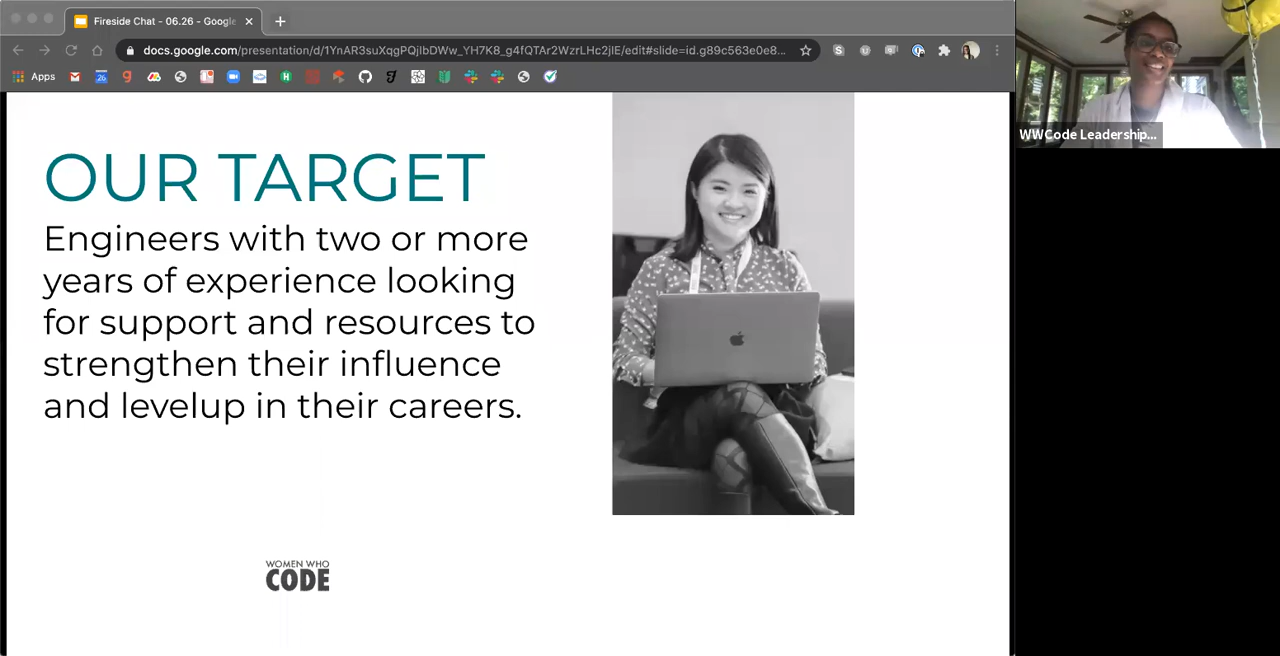 Fireside Chat - 06.26 - Google
docs.google.com/presentation/d/1YnAR3suXqgPQjlbDWw_YH7K8_g4fQTAr2WzrLHc2jlE/edit#slide=id.g89c563e0e8...
Apps
26
WWCode Leadership...
OUR TARGET
Engineers with two or more
years of experience looking
for support and resources to
strengthen their influence
and levelup in their careers.
WOMEN WHO
CODE